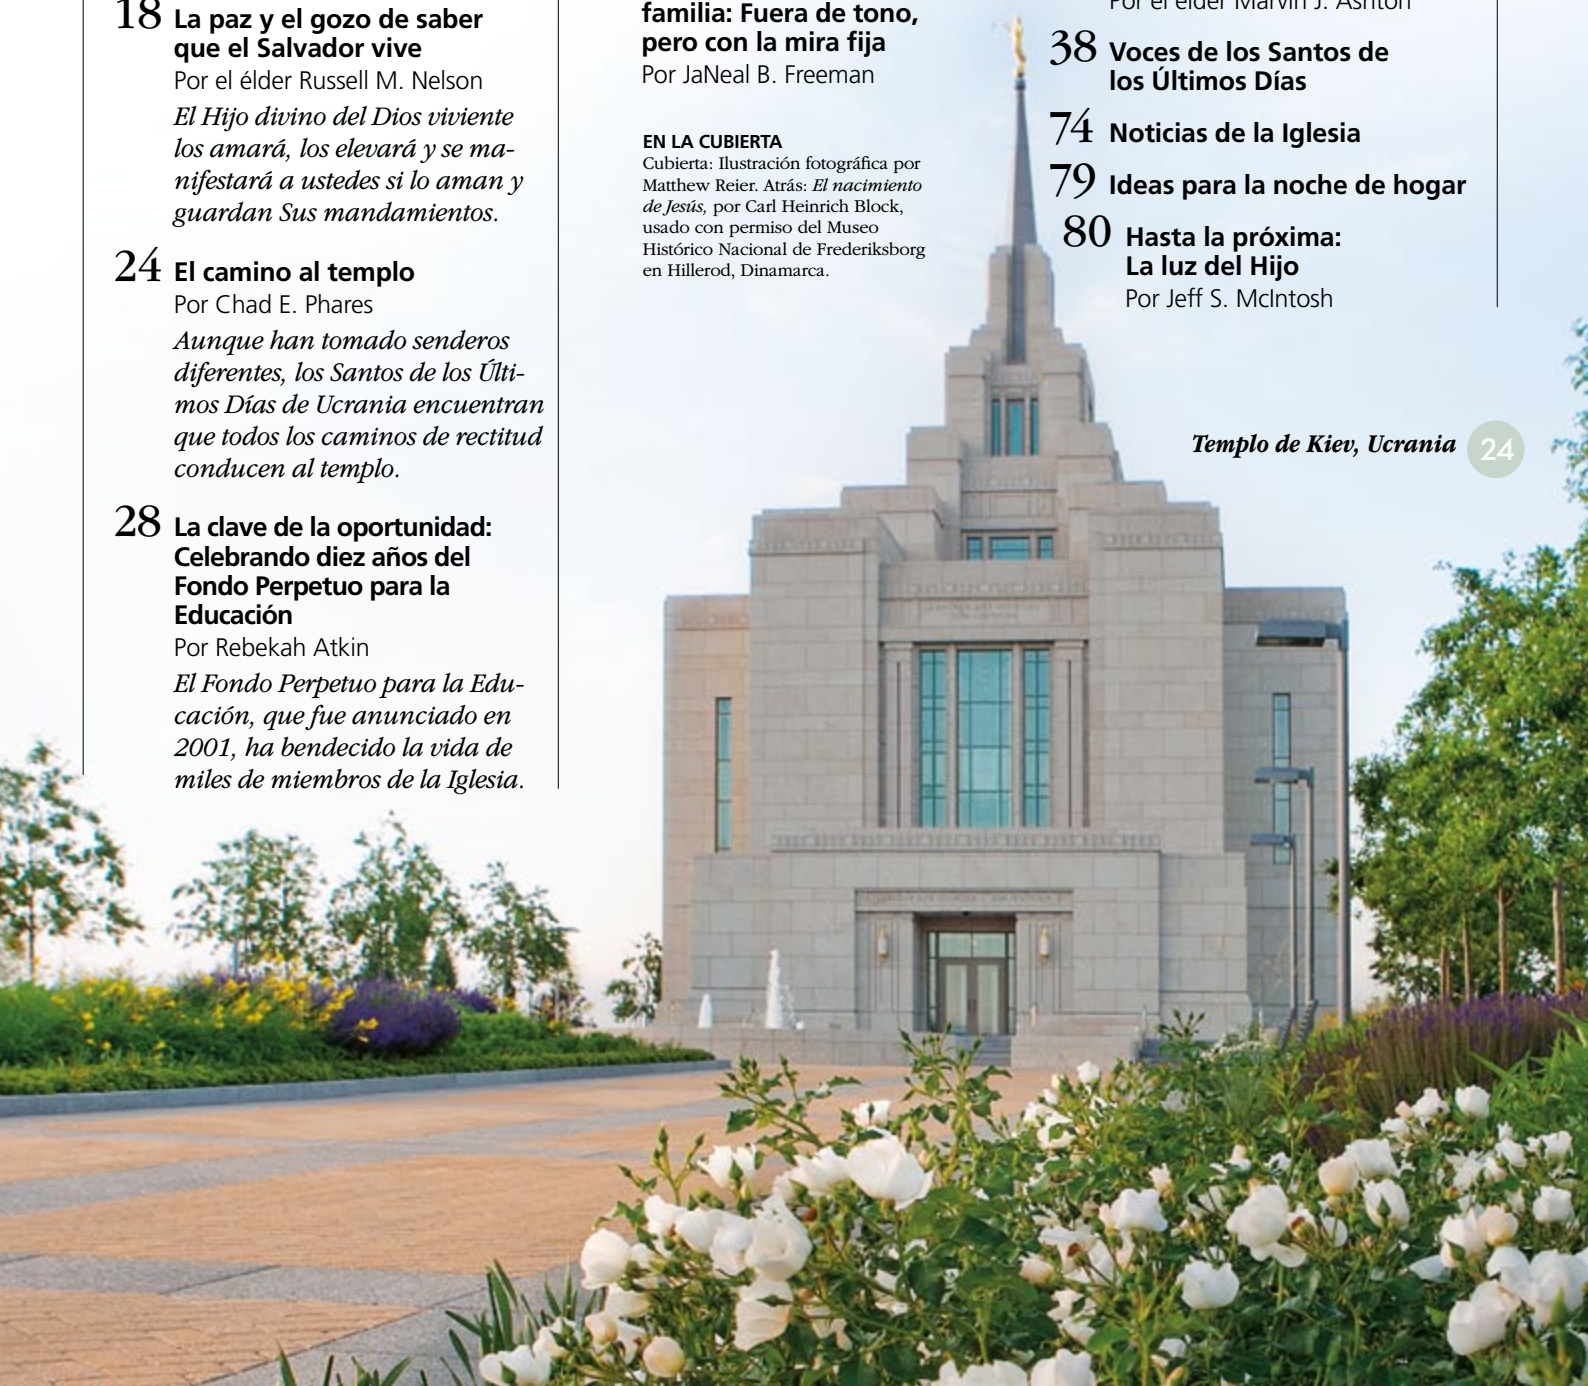 18 La paz y el gozo de saber
que el Salvador vive
Por el élder Russell M. Nelson
El Hijo divino del Dios viviente
los amará, los elevará y se ma-
nifestará a ustedes si lo aman y
guardan Sus mandamientos.
24 El camino al templo
Por Chad E. Phares
Aunque han tomado senderos
diferentes, los Santos de los Últi-
mos Días de Ucrania encuentran
que todos los caminos de rectitud
conducen al templo.
28 La clave de la oportunidad:
Celebrando diez años del
Fondo Perpetuo para la
Educación
Por Rebekah Atkin
El Fondo Perpetuo para la Edu-
cación, que fue anunciado en
2001, ha bendecido la vida de
miles de miembros de la Iglesia.
familia: Fuera de tono,
pero con la mira fija
Por JaNeal B. Freeman
EN LA CUBIERTA
Cubierta: Ilustración fotográfica por
Matthew Reier. Atrás: El nacimiento
de Jesús, por Carl Heinrich Block,
usado con permiso del Museo
Histórico Nacional de Frederiksborg
en Hillerod, Dinamarca.
Por el élder Marvin J. Ashton
38 Voces de los Santos de
los Últimos Días
74 Noticias de la Iglesia
79 Ideas para la noche de hogar
80 Hasta la próxima:
La luz del Hijo
Por Jeff S. McIntosh
Templo de Kiev, Ucrania 24